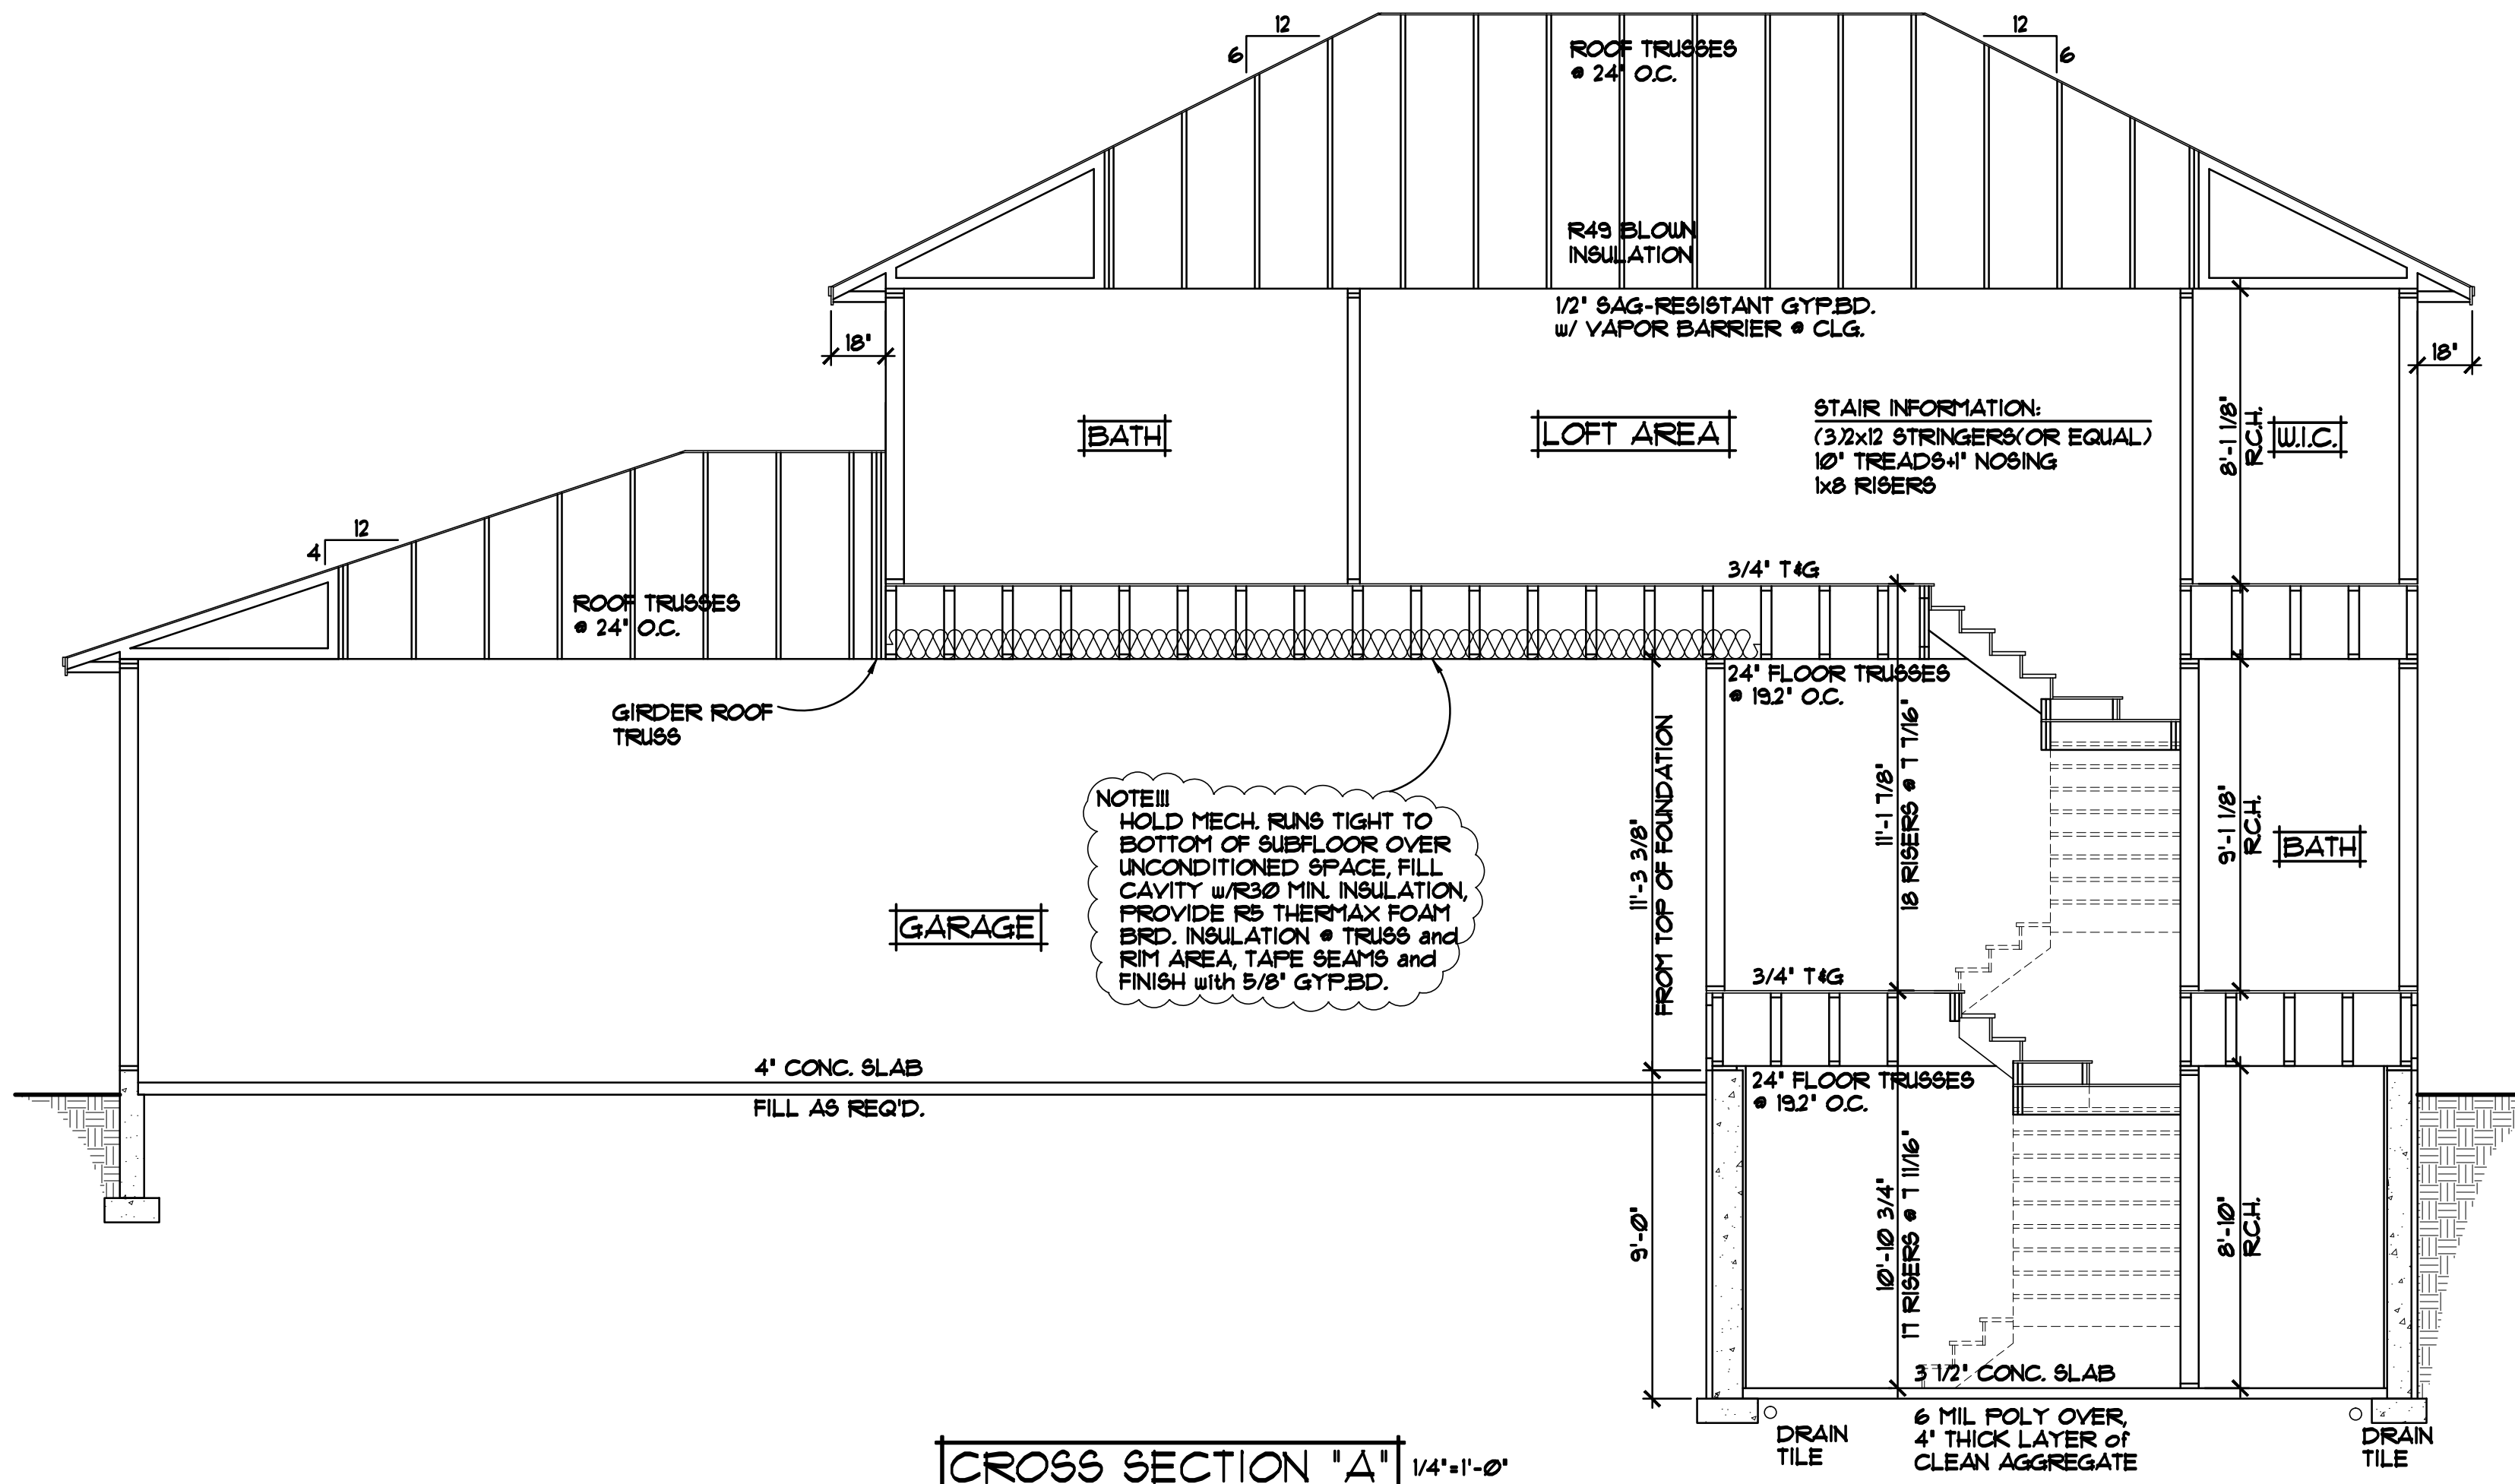 12
6
ROOF TRUSSES
@ 24" O.C.
12
6
R49 BLOWN
INSULATION
1/2" SAG-RESISTANT GYP.BD.
w/ VAPOR BARRIER @ CLG.
18"
18"
BATH
LOFT AREA
STAIR INFORMATION:
(3)2x12 STRINGERS(OR EQUAL)
10" TREADS+1" NOSING
1x8 RISERS
8'-1 1/8"
R.C.H.
W.I.C.
12
4
ROOF TRUSSES
@ 24" O.C.
3/4" T&G
GIRDER ROOF
TRUSS
24" FLOOR TRUSSES
@ 19.2" O.C.
NOTE!!!
HOLD MECH. RUNS TIGHT TO
BOTTOM OF SUBFLOOR OVER
UNCONDITIONED SPACE, FILL
CAVITY w/R30 MIN. INSULATION,
PROVIDE R5 THERMAX FOAM
BRD. INSULATION @ TRUSS and
RIM AREA, TAPE SEAMS and
FINISH with 5/8" GYP.BD.
GARAGE
11'-3 3/8"
FROM TOP OF FOUNDATION
11'-1 7/8"
18 RISERS @ 7 7/16"
9'-1 1/8"
R.C.H.
BATH
3/4" T&G
4" CONC. SLAB
FILL AS REQ'D.
24" FLOOR TRUSSES
@ 19.2" O.C.
9'-0"
10'-10 3/4"
17 RISERS @ 7 11/16"
8'-10"
R.C.H.
3 1/2" CONC. SLAB
6 MIL POLY OVER,
4" THICK LAYER of
CLEAN AGGREGATE
DRAIN
TILE
DRAIN
TILE
CROSS SECTION "A" 1/4"=1'-0"